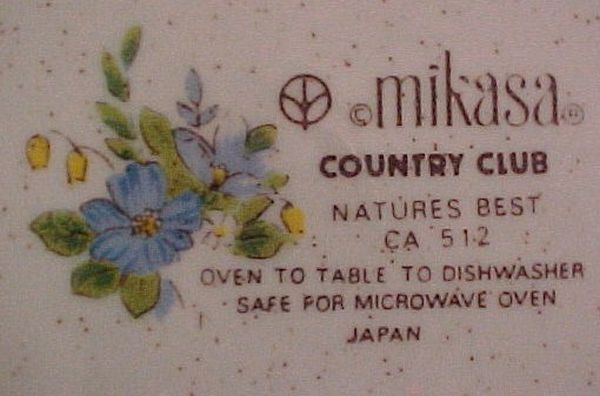 © mikasa ®
COUNTRY CLUB
NATURES BEST
CA 512
OVEN TO TABLE TO DISHWASHER
SAFE FOR MICROWAVE OVEN
JAPAN